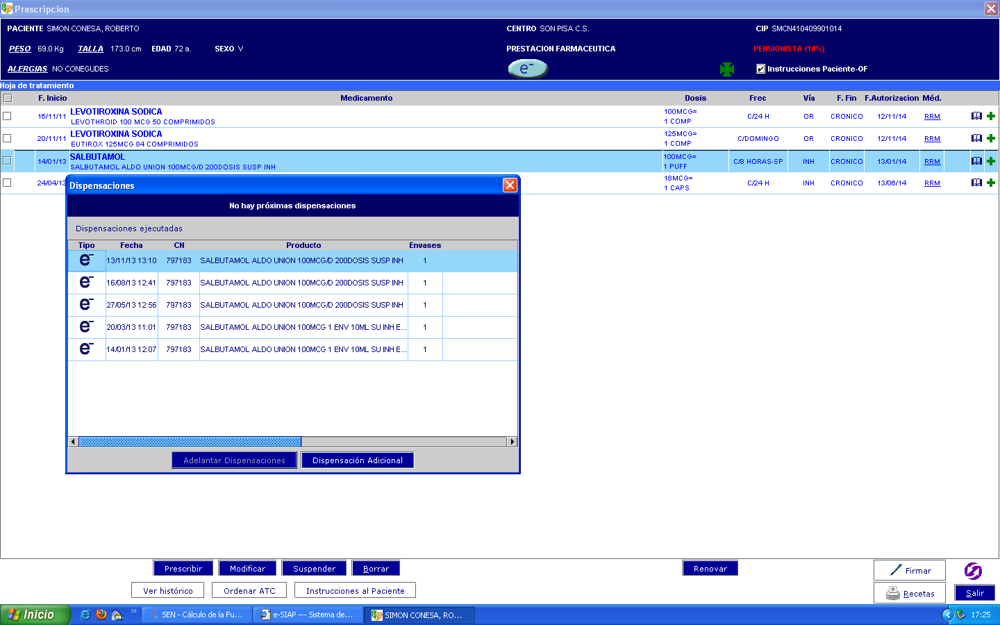 Prescripcion
PACIENTE SIMON CONESA, ROBERTO CENTRO SON PISA C.S. CIP SMCN410409901014
PESO 69.0 Kg TALLA 173.0 cm EDAD 72 a. SEXO V PRESTACION FARMACEUTICA PENSIONISTA (10%)
ALERGIAS NO CONEGUDES e- Instrucciones Paciente-OF
Hoja de tratamiento
F. Inicio Medicamento Dosis Frec Vía F. Fin F.Autorizacion Méd.
16/11/11 LEVOTIROXINA SODICA 100MCG= C/24 H OR CRONICO 12/11/14 RRM
LEVOTHROID 100 MCG 50 COMPRIMIDOS 1 COMP
20/11/11 LEVOTIROXINA SODICA 125MCG= C/DOMINGO OR CRONICO 12/11/14 RRM
EUTIROX 125MCG 84 COMPRIMIDOS 1 COMP
14/01/13 SALBUTAMOL 100MCG= C/8 HORAS-SP INH CRONICO 13/01/14 RRM
SALBUTAMOL ALDO UNION 100MCG/D 200DOSIS SUSP INH 1 PUFF
24/04/13 18MCG= C/24 H INH CRONICO 13/06/14 RRM
1 CAPS
Dispensaciones
No hay próximas dispensaciones
Dispensaciones ejecutadas
Tipo Fecha CN Producto Envases
e- 13/11/13 13:10 797183 SALBUTAMOL ALDO UNION 100MCG/D 200DOSIS SUSP INH 1
e- 16/08/13 12:41 797183 SALBUTAMOL ALDO UNION 100MCG/D 200DOSIS SUSP INH 1
e- 27/05/13 12:56 797183 SALBUTAMOL ALDO UNION 100MCG/D 200DOSIS SUSP INH 1
e- 20/03/13 11:01 797183 SALBUTAMOL ALDO UNION 100MCG 1 ENV 10ML SU INH E... 1
e- 14/01/13 12:07 797183 SALBUTAMOL ALDO UNION 100MCG 1 ENV 10ML SU INH E... 1
Adelantar Dispensaciones Dispensación Adicional
Prescribir Modificar Suspender Borrar Renovar Firmar
Ver histórico Ordenar ATC Instrucciones al Paciente Recetas Salir
Inicio » SEN - Cálculo de la Fu... e-SIAP --- Sistema de... SIMON CONESA, RO... 17:25